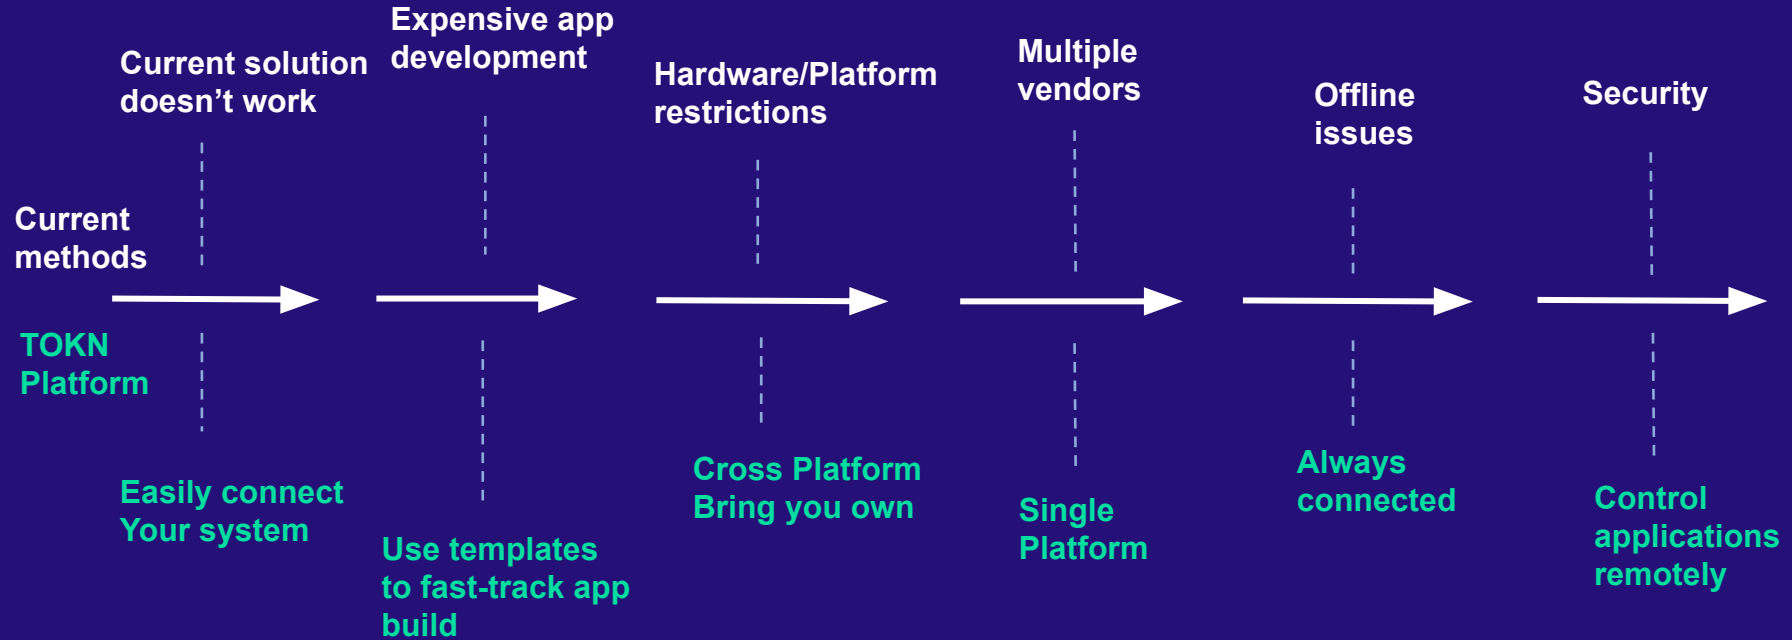 Current solution
doesn’t work
Expensive app
development
Hardware/Platform
restrictions
Multiple
vendors
Offline
issues
Security
Current
methods
TOKN
Platform
Easily connect
Your system
Use templates
to fast-track app
build
Cross Platform
Bring you own
Single
Platform
Always
connected
Control
applications
remotely